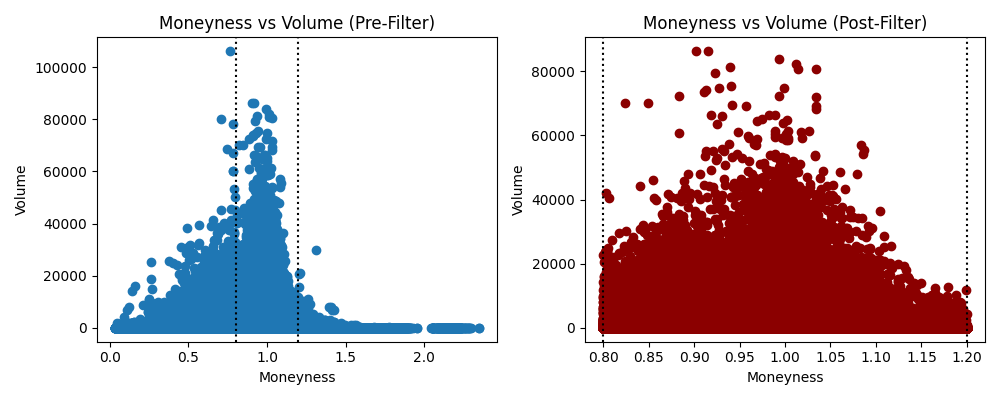 Moneyness vs Volume (Pre-Filter)
Volume
100000
80000
60000
40000
20000
0
0.0 0.5 1.0 1.5 2.0
Moneyness
Moneyness vs Volume (Post-Filter)
Volume
80000
60000
40000
20000
0
0.80 0.85 0.90 0.95 1.00 1.05 1.10 1.15 1.20
Moneyness